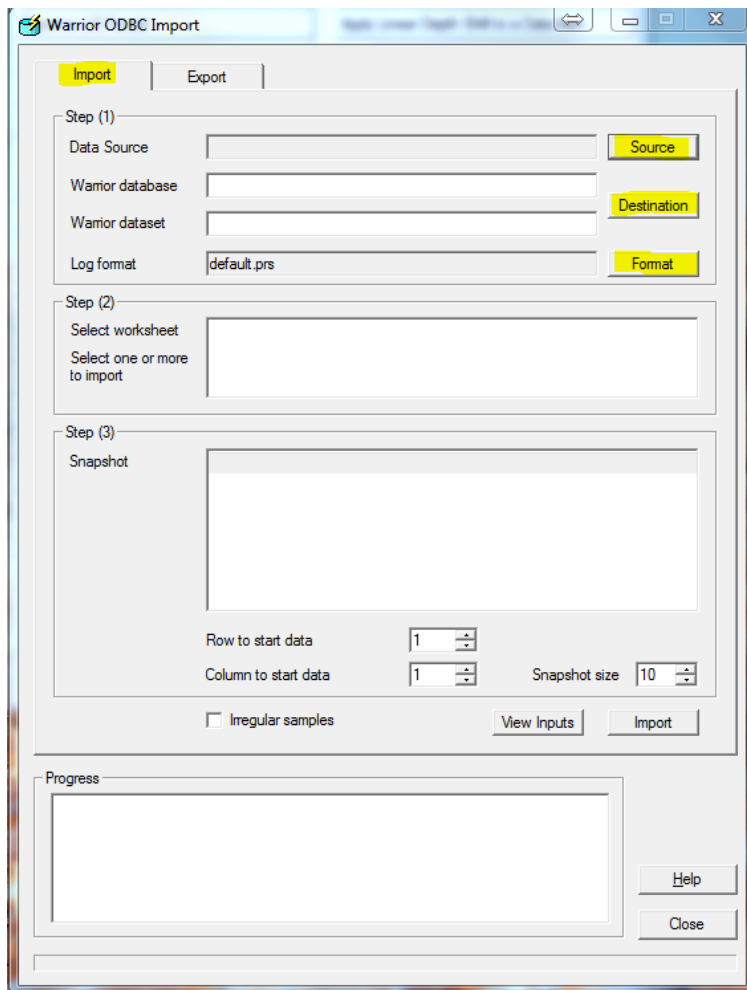 Warrior ODBC Import
Import Export
Step (1)
Data Source Source
Warrior database
Destination
Warrior dataset
Log format default.prs Format
Step (2)
Select worksheet
Select one or more
to import
Step (3)
Snapshot
Row to start data 1
Column to start data 1 Snapshot size 10
Irregular samples View Inputs Import
Progress
Help
Close